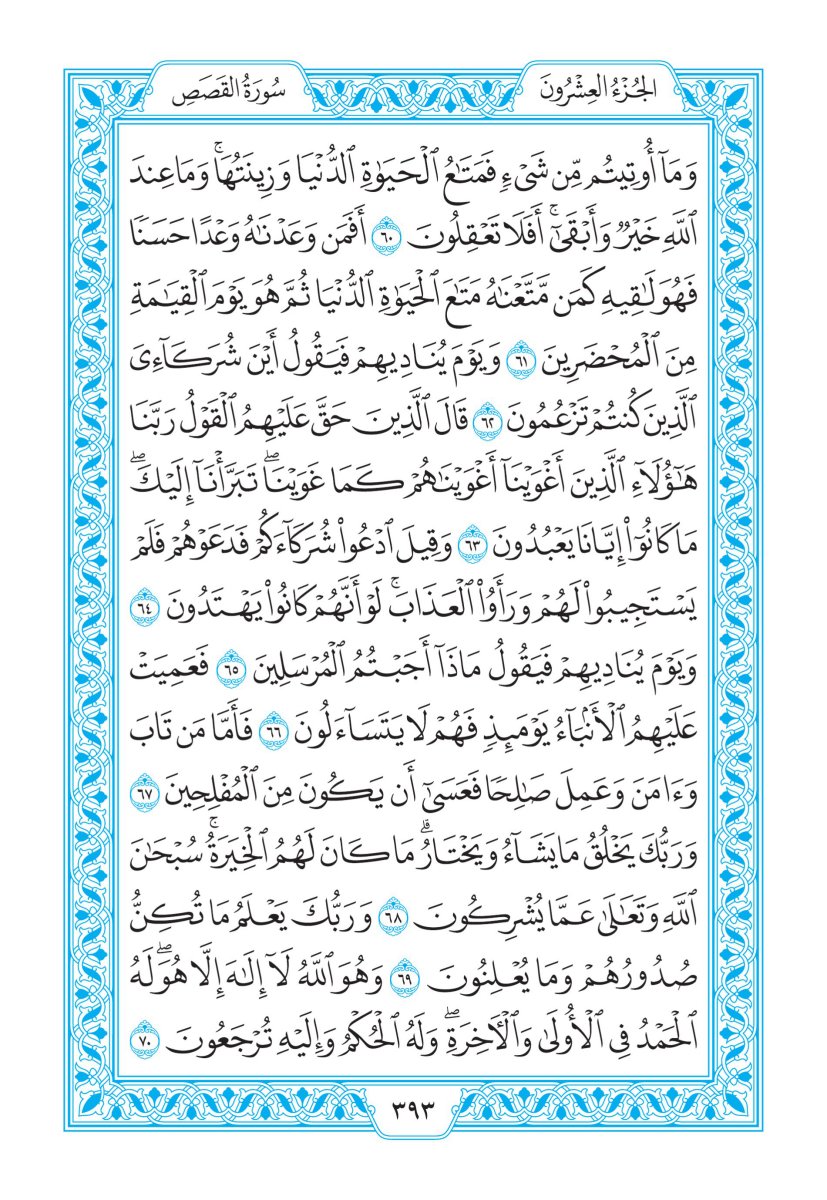 الجُزْءُ العِشْرُونَ
سُورَةُ القَصَصِ
وَمَآ أُوتِيتُم مِّن شَىْءٍ فَمَتَٰعُ ٱلْحَيَوٰةِ ٱلدُّنْيَا وَزِينَتُهَاۚ وَمَا عِندَ
ٱللَّهِ خَيْرٌ وَأَبْقَىٰٓۚ أَفَلَا تَعْقِلُونَ ٦٠ أَفَمَن وَعَدْنَٰهُ وَعْدًا حَسَنًا
فَهُوَ لَٰقِيهِ كَمَن مَّتَّعْنَٰهُ مَتَٰعَ ٱلْحَيَوٰةِ ٱلدُّنْيَا ثُمَّ هُوَ يَوْمَ ٱلْقِيَٰمَةِ
مِنَ ٱلْمُحْضَرِينَ ٦١ وَيَوْمَ يُنَادِيهِمْ فَيَقُولُ أَيْنَ شُرَكَآءِىَ
ٱلَّذِينَ كُنتُمْ تَزْعُمُونَ ٦٢ قَالَ ٱلَّذِينَ حَقَّ عَلَيْهِمُ ٱلْقَوْلُ رَبَّنَا
هَٰٓؤُلَآءِ ٱلَّذِينَ أَغْوَيْنَآ أَغْوَيْنَٰهُمْ كَمَا غَوَيْنَاۖ تَبَرَّأْنَآ إِلَيْكَۖ
مَا كَانُوٓا۟ إِيَّانَا يَعْبُدُونَ ٦٣ وَقِيلَ ٱدْعُوا۟ شُرَكَآءَكُمْ فَدَعَوْهُمْ فَلَمْ
يَسْتَجِيبُوا۟ لَهُمْ وَرَأَوُا۟ ٱلْعَذَابَۚ لَوْ أَنَّهُمْ كَانُوا۟ يَهْتَدُونَ ٦٤
وَيَوْمَ يُنَادِيهِمْ فَيَقُولُ مَاذَآ أَجَبْتُمُ ٱلْمُرْسَلِينَ ٦٥ فَعَمِيَتْ
عَلَيْهِمُ ٱلْأَنۢبَآءُ يَوْمَئِذٍ فَهُمْ لَا يَتَسَآءَلُونَ ٦٦ فَأَمَّا مَن تَابَ
وَءَامَنَ وَعَمِلَ صَٰلِحًا فَعَسَىٰٓ أَن يَكُونَ مِنَ ٱلْمُفْلِحِينَ ٦٧
وَرَبُّكَ يَخْلُقُ مَا يَشَآءُ وَيَخْتَارُۗ مَا كَانَ لَهُمُ ٱلْخِيَرَةُۚ سُبْحَٰنَ
ٱللَّهِ وَتَعَٰلَىٰ عَمَّا يُشْرِكُونَ ٦٨ وَرَبُّكَ يَعْلَمُ مَا تُكِنُّ
صُدُورُهُمْ وَمَا يُعْلِنُونَ ٦٩ وَهُوَ ٱللَّهُ لَآ إِلَٰهَ إِلَّا هُوَۖ لَهُ
ٱلْحَمْدُ فِى ٱلْأُولَىٰ وَٱلْءَاخِرَةِۖ وَلَهُ ٱلْحُكْمُ وَإِلَيْهِ تُرْجَعُونَ ٧٠
٣٩٣